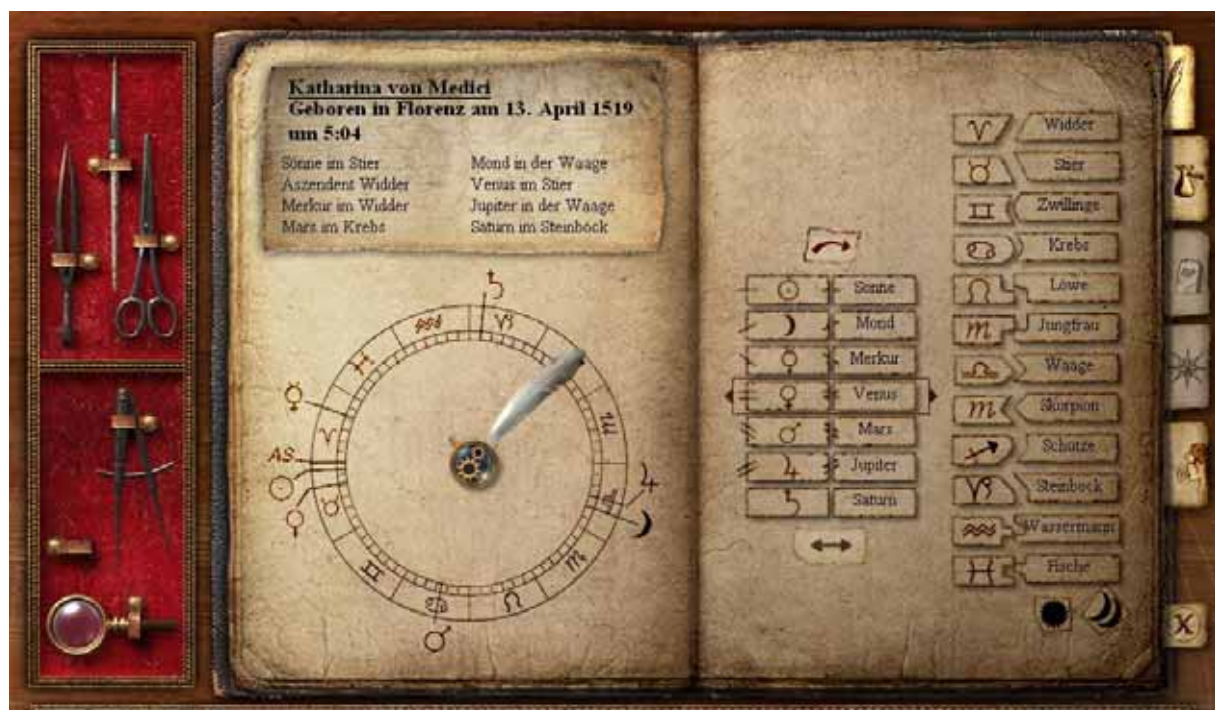 Katharina von Medici
Geboren in Florenz am 13. April 1519
um 5:04
Sonne im Stier
Aszendent Widder
Merkur im Widder
Mars im Krebs
Mond in der Waage
Venus im Stier
Jupiter in der Waage
Saturn im Steinbock
AS
Sonne
Mond
Merkur
Venus
Mars
Jupiter
Saturn
Widder
Stier
Zwillinge
Krebs
Löwe
Jungfrau
Waage
Skorpion
Schütze
Steinbock
Wassermann
Fische
X